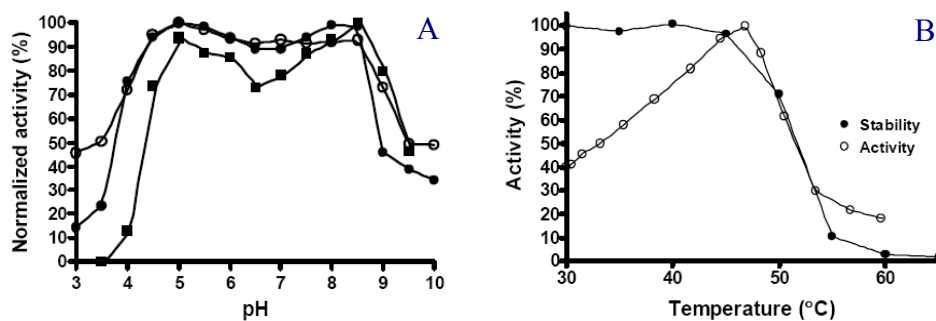 A
Normalized activity (%)
100
90
80
70
60
50
40
30
20
10
0
3 4 5 6 7 8 9 10
pH
B
Activity (%)
100
90
80
70
60
50
40
30
20
10
0
Stability
Activity
30 40 50 60
Temperature (°C)